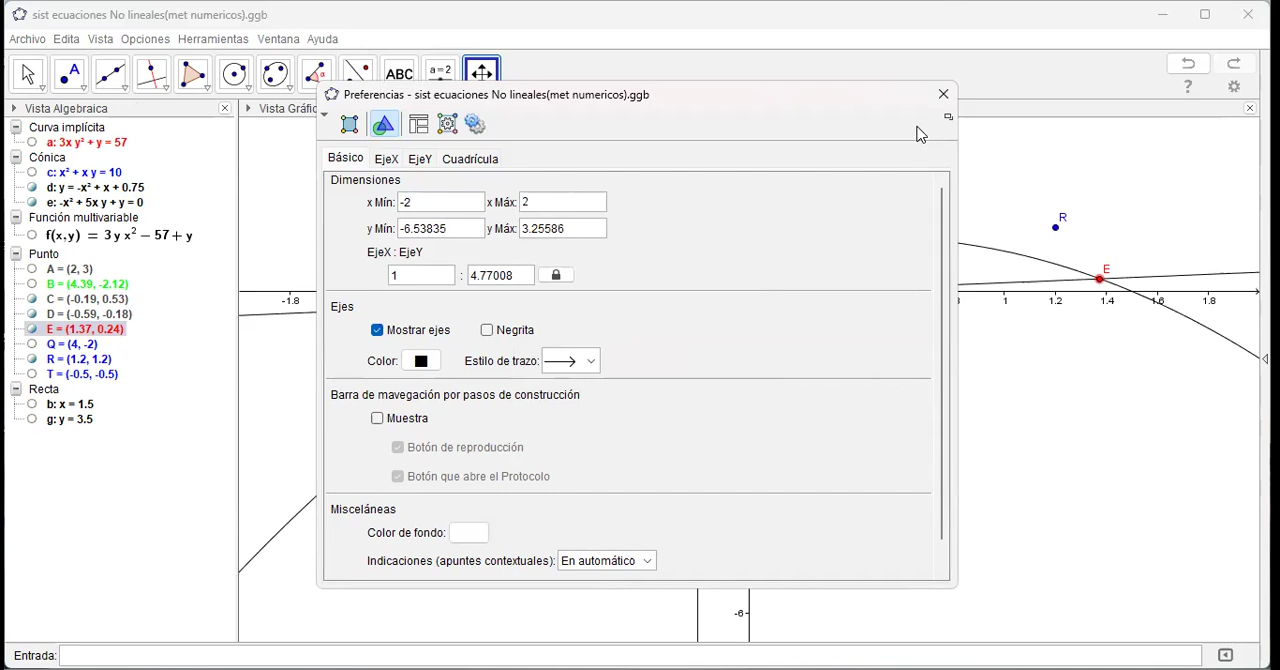 sist ecuaciones No lineales(met numericos).ggb
Archivo Edita Vista Opciones Herramientas Ventana Ayuda
A
α
ABC
a=2
?
Preferencias - sist ecuaciones No lineales(met numericos).ggb
Vista Algebraica
Vista Gráfic
Curva implícita
a: 3x y² + y = 57
Cónica
c: x² + x y = 10
d: y = -x² + x + 0.75
e: -x² + 5x y + y = 0
Función multivariable
f(x,y) = 3 y x² − 57 + y
Punto
A = (2, 3)
B = (4.39, -2.12)
C = (-0.19, 0.53)
D = (-0.59, -0.18)
E = (1.37, 0.24)
Q = (4, -2)
R = (1.2, 1.2)
T = (-0.5, -0.5)
Recta
b: x = 1.5
g: y = 3.5
Básico EjeX EjeY Cuadrícula
Dimensiones
x Mín: -2 x Máx: 2
y Mín: -6.53835 y Máx: 3.25586
EjeX : EjeY
1 : 4.77008
Ejes
Mostrar ejes Negrita
Color: Estilo de trazo:
Barra de mavegación por pasos de construcción
Muestra
Botón de reproducción
Botón que abre el Protocolo
Misceláneas
Color de fondo:
Indicaciones (apuntes contextuales): En automático
R
E
-1.8 1 1.2 1.4 1.6 1.8
-6
Entrada: